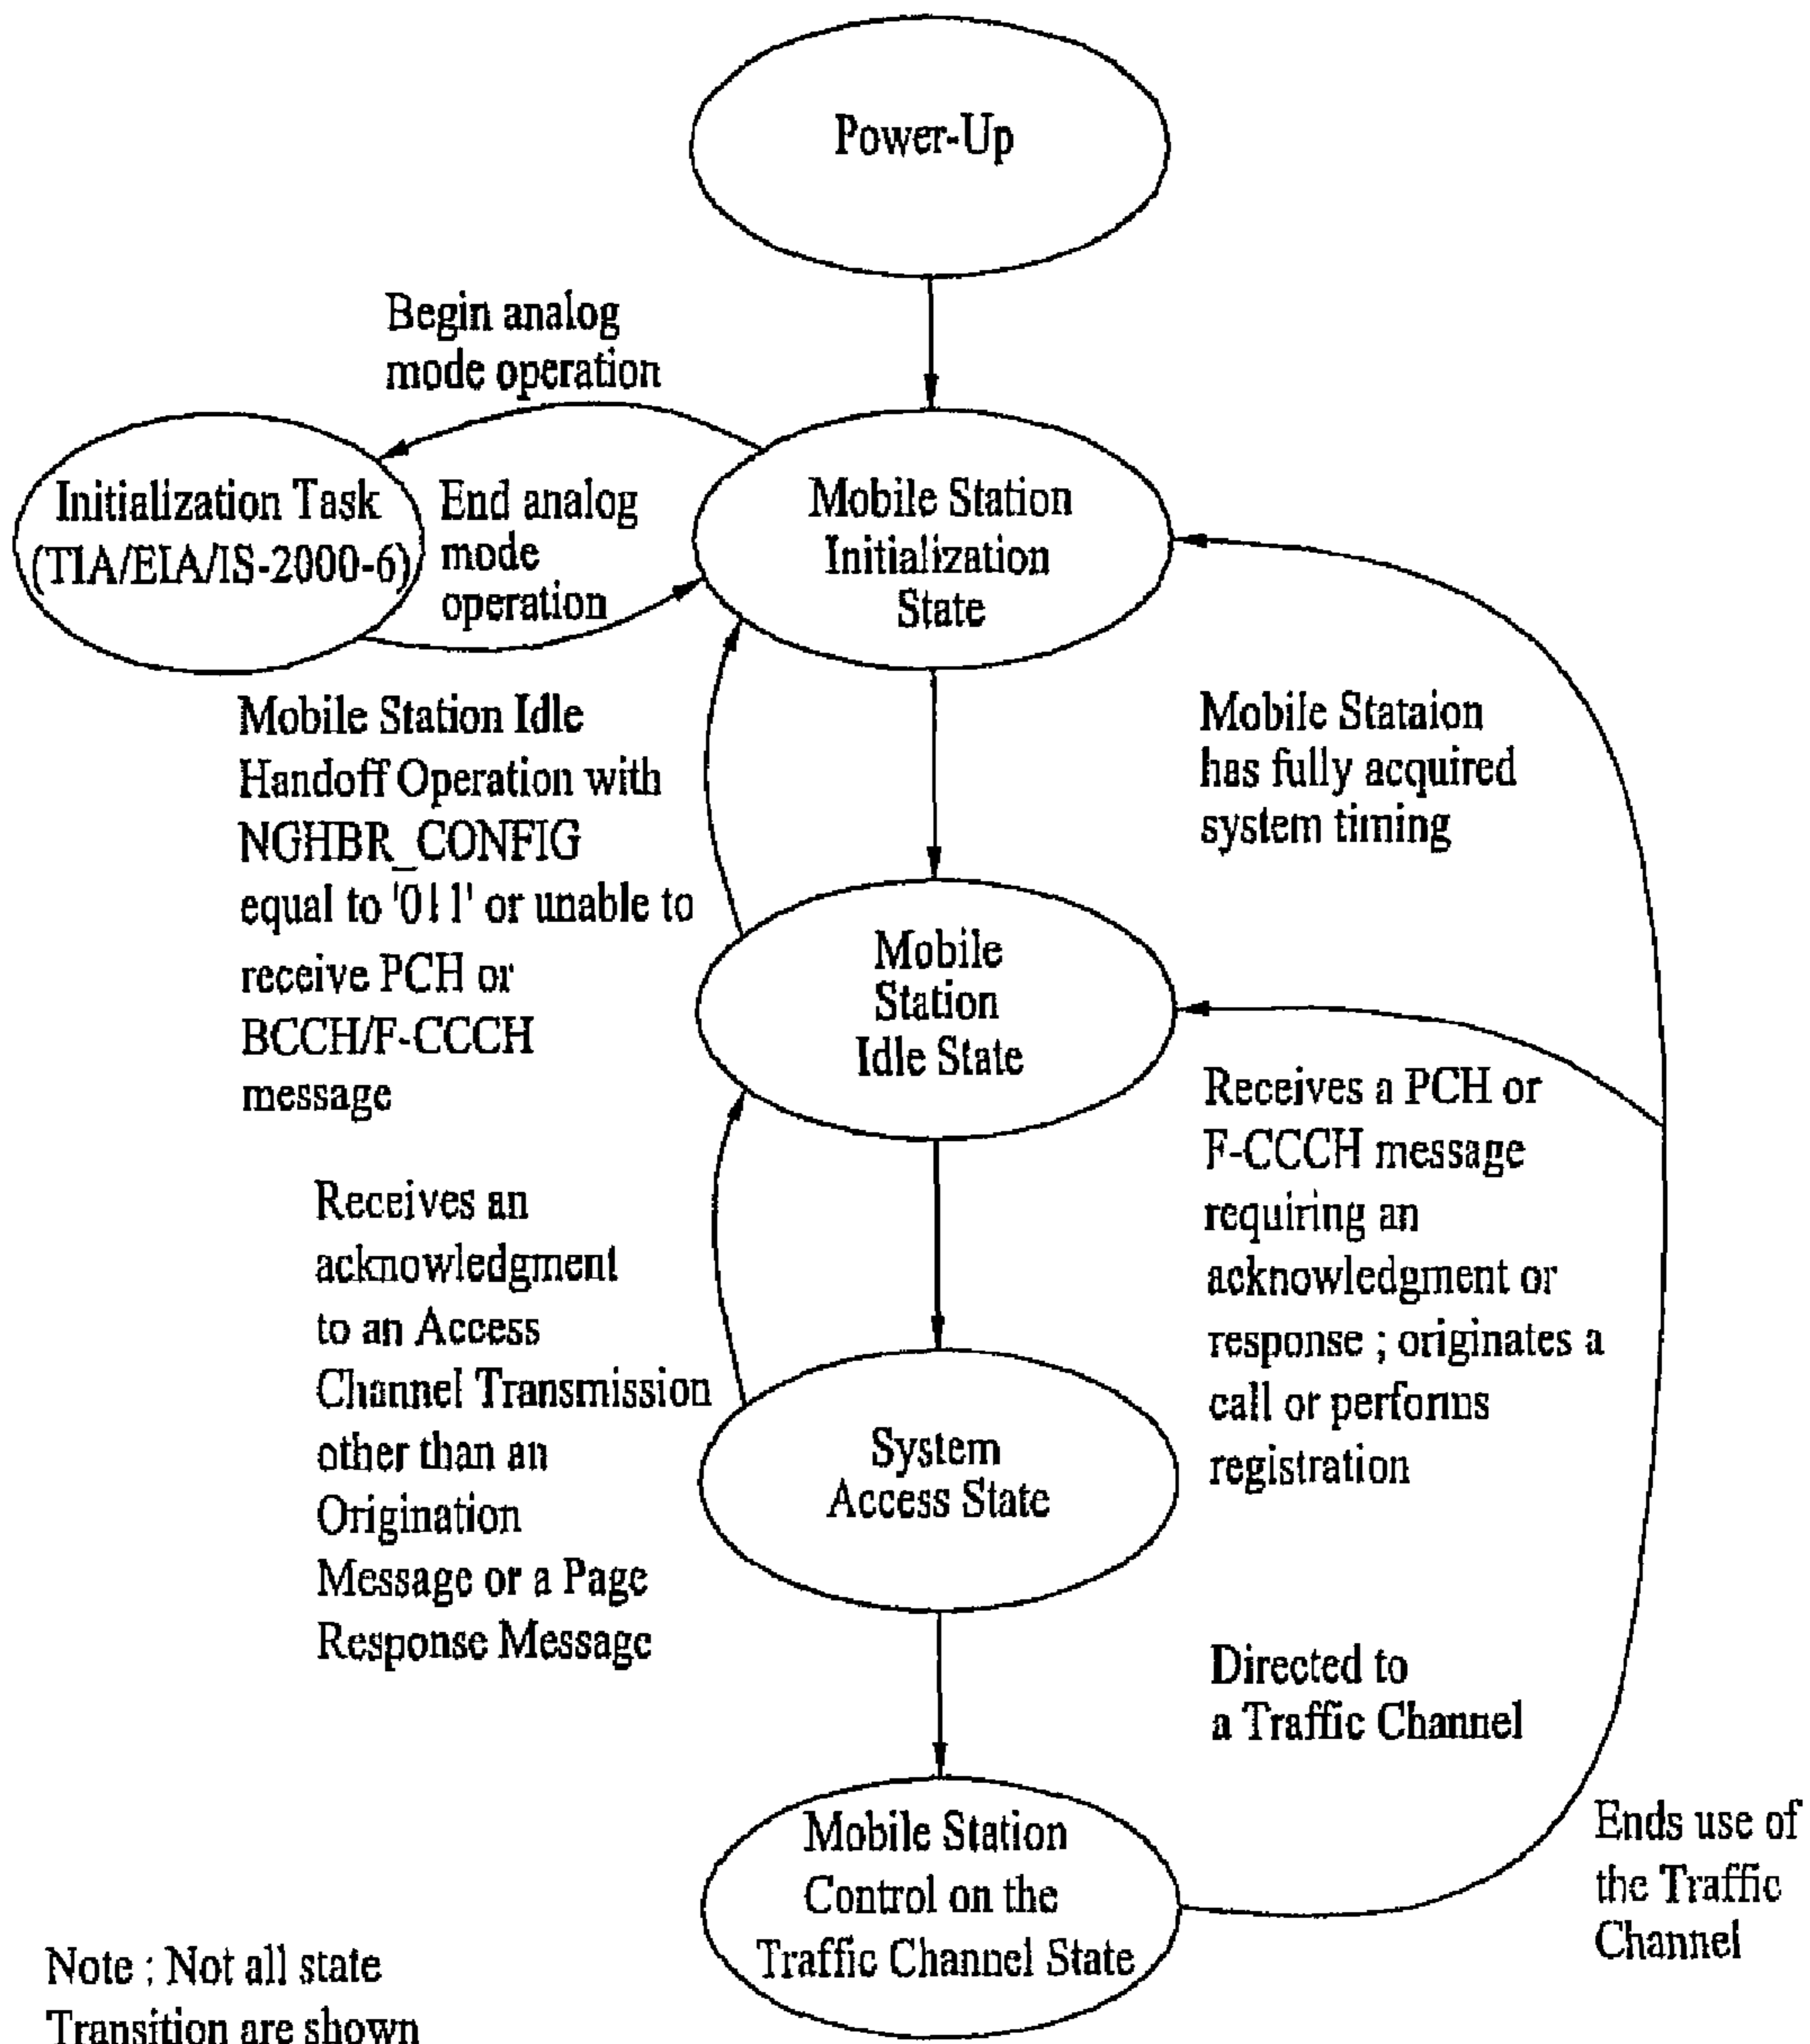 Power-Up
Begin analog
mode operation
Initialization Task
(TIA/EIA/IS-2000-6)
End analog
mode
operation
Mobile Station
Initialization
State
Mobile Station Idle
Handoff Operation with
NGHBR_CONFIG
equal to '011' or unable to
receive PCH or
BCCH/F-CCCH
message
Mobile Stataion
has fully acquired
system timing
Mobile
Station
Idle State
Receives a PCH or
F-CCCH message
requiring an
acknowledgment or
response ; originates a
call or performs
registration
Receives an
acknowledgment
to an Access
Channel Transmission
other than an
Origination
Message or a Page
Response Message
System
Access State
Directed to
a Traffic Channel
Mobile Station
Control on the
Traffic Channel State
Ends use of
the Traffic
Channel
Note ; Not all state
Transition are shown